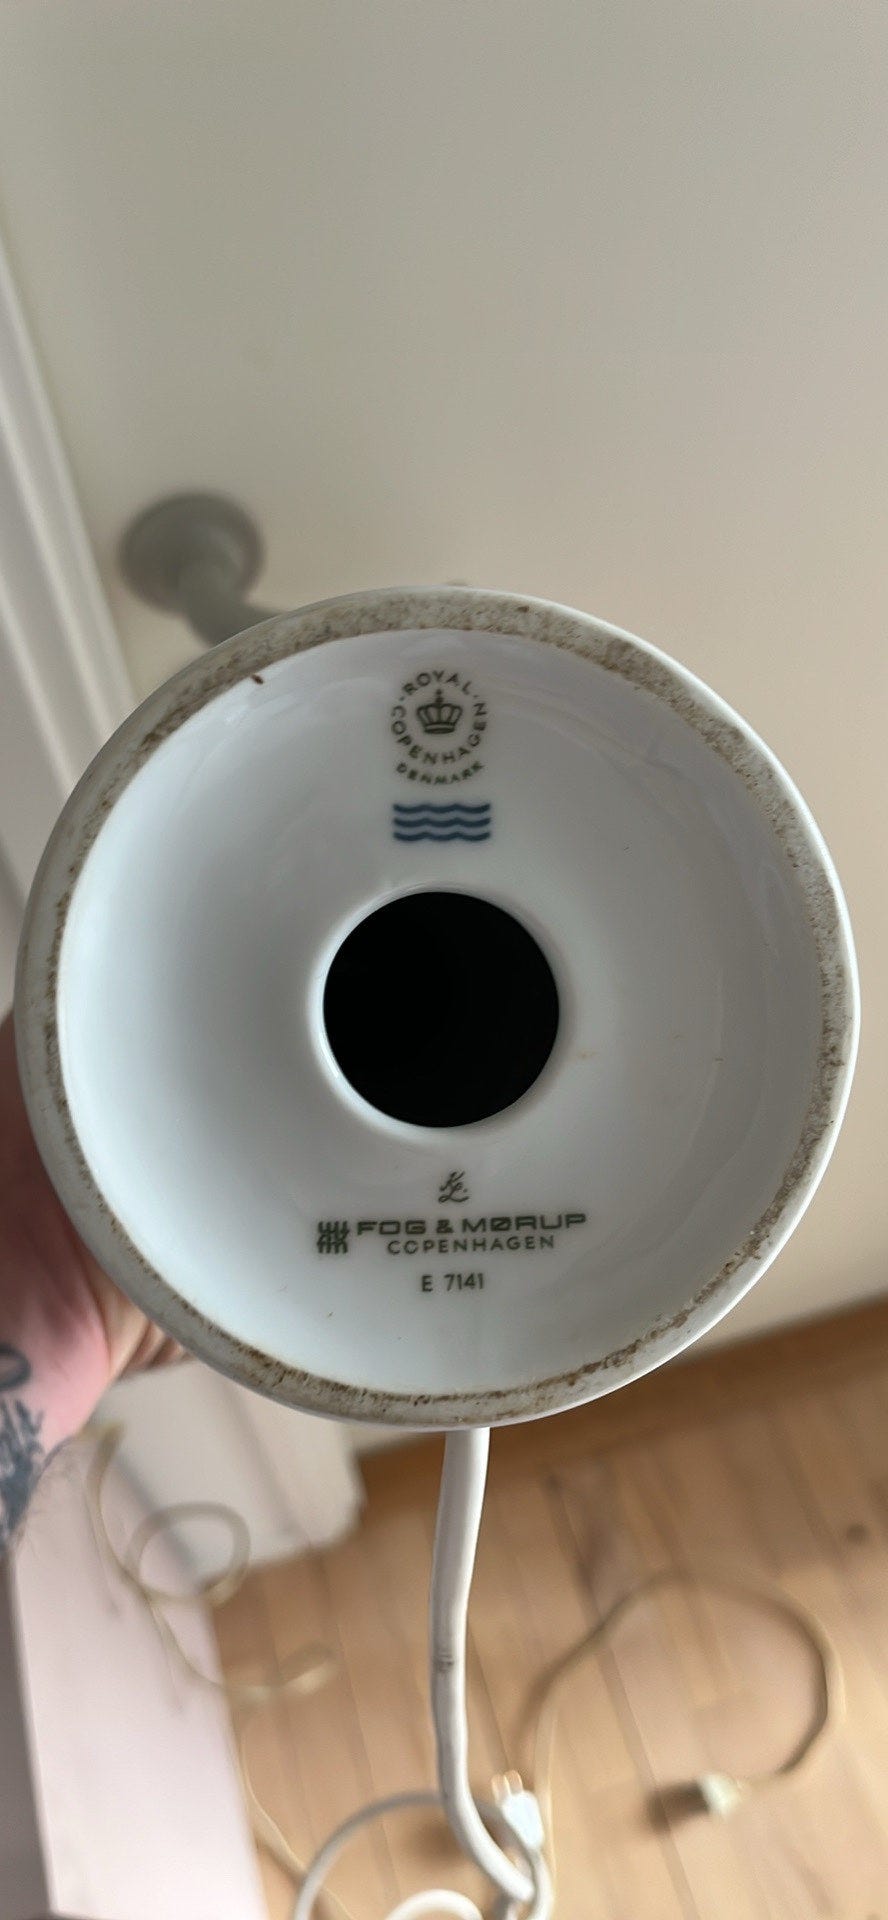 ROYAL
COPENHAGEN
DENMARK
FOG & MØRUP
COPENHAGEN
E 7141